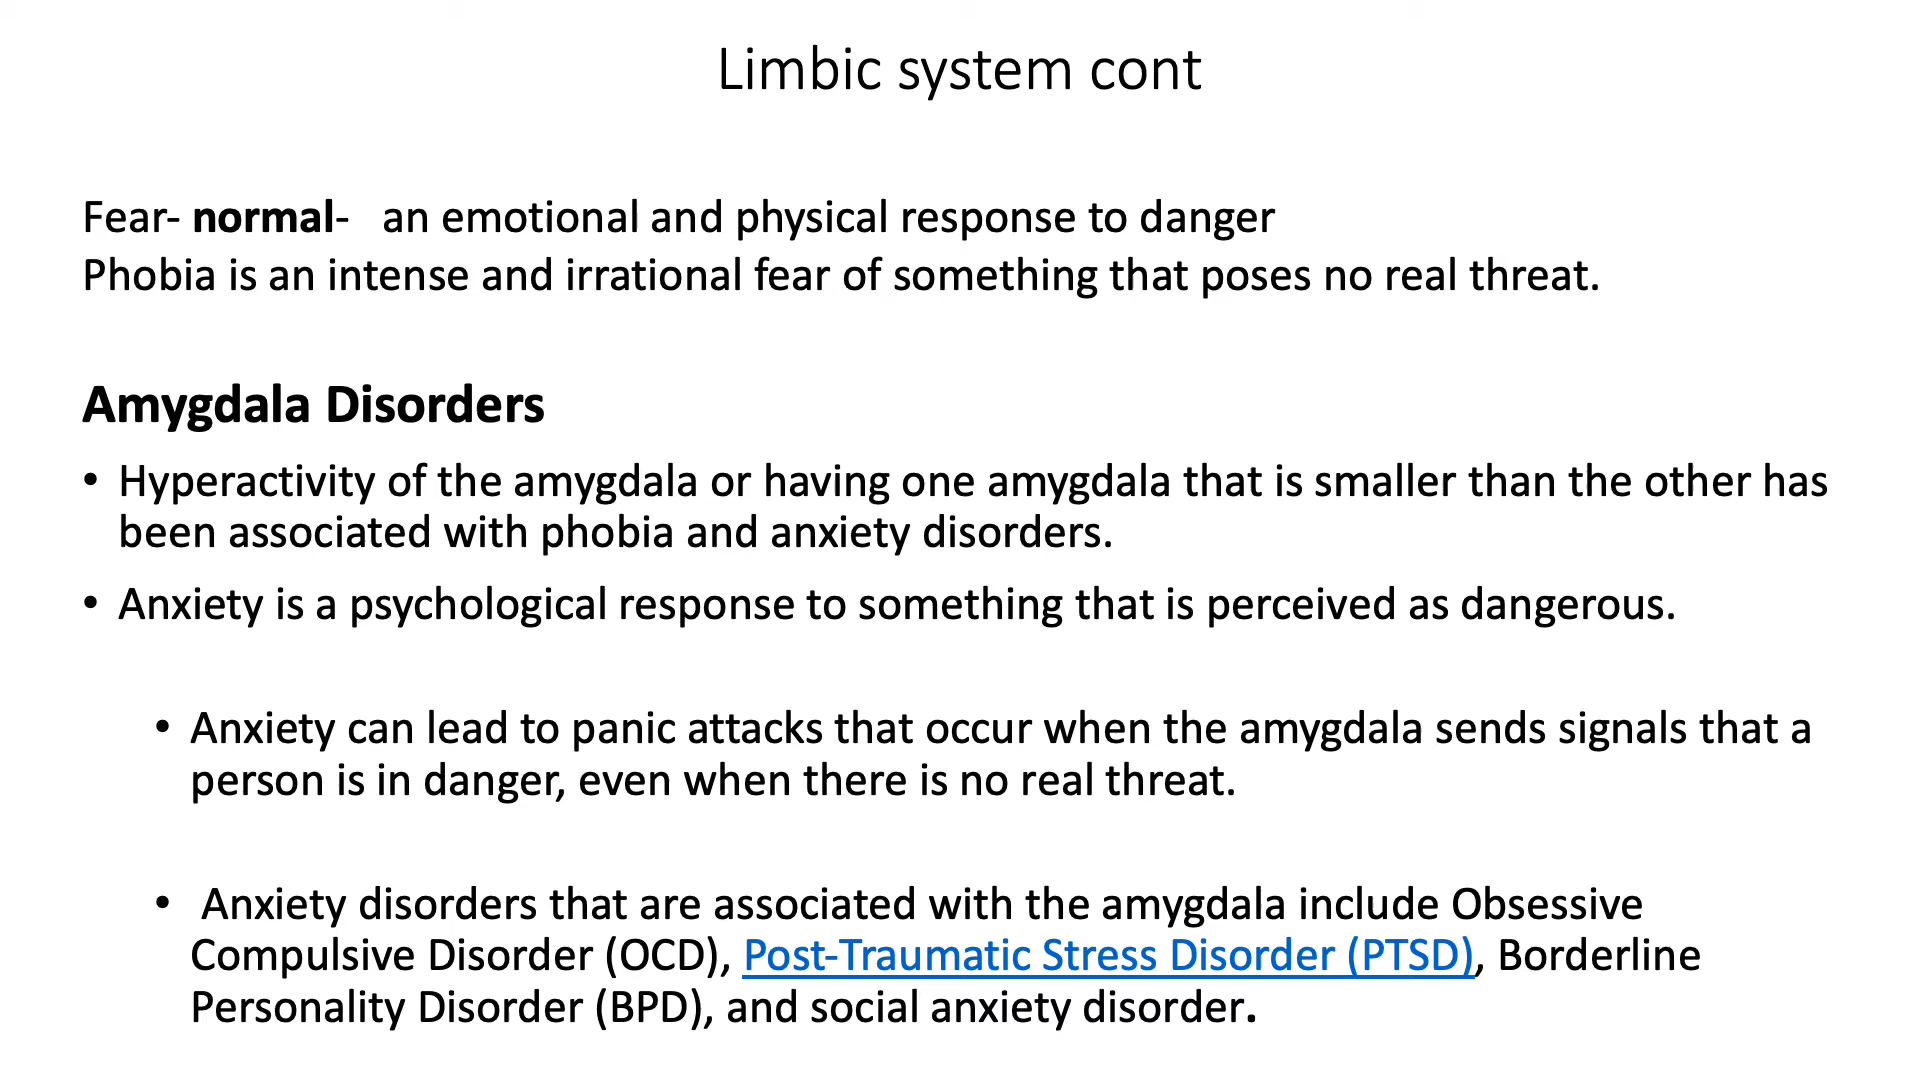 Limbic system cont
Fear- normal-   an emotional and physical response to danger
Phobia is an intense and irrational fear of something that poses no real threat.
Amygdala Disorders
• Hyperactivity of the amygdala or having one amygdala that is smaller than the other has
been associated with phobia and anxiety disorders.
• Anxiety is a psychological response to something that is perceived as dangerous.
• Anxiety can lead to panic attacks that occur when the amygdala sends signals that a
person is in danger, even when there is no real threat.
• Anxiety disorders that are associated with the amygdala include Obsessive
Compulsive Disorder (OCD), Post-Traumatic Stress Disorder (PTSD), Borderline
Personality Disorder (BPD), and social anxiety disorder.